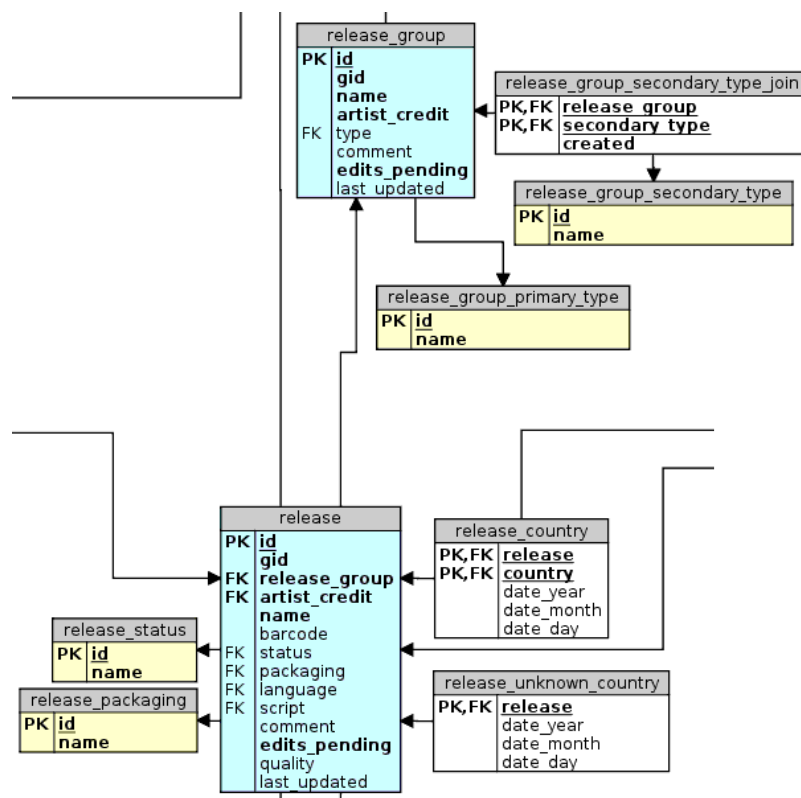 release_group
PK id
gid
name
artist_credit
FK type
comment
edits_pending
last_updated
release_group_secondary_type_join
PK,FK release_group
PK,FK secondary_type
created
release_group_secondary_type
PK id
name
release_group_primary_type
PK id
name
release
PK id
gid
FK release_group
FK artist_credit
name
barcode
FK status
FK packaging
FK language
FK script
comment
edits_pending
quality
last_updated
release_country
PK,FK release
PK,FK country
date_year
date_month
date_day
release_status
PK id
name
release_packaging
PK id
name
release_unknown_country
PK,FK release
date_year
date_month
date_day